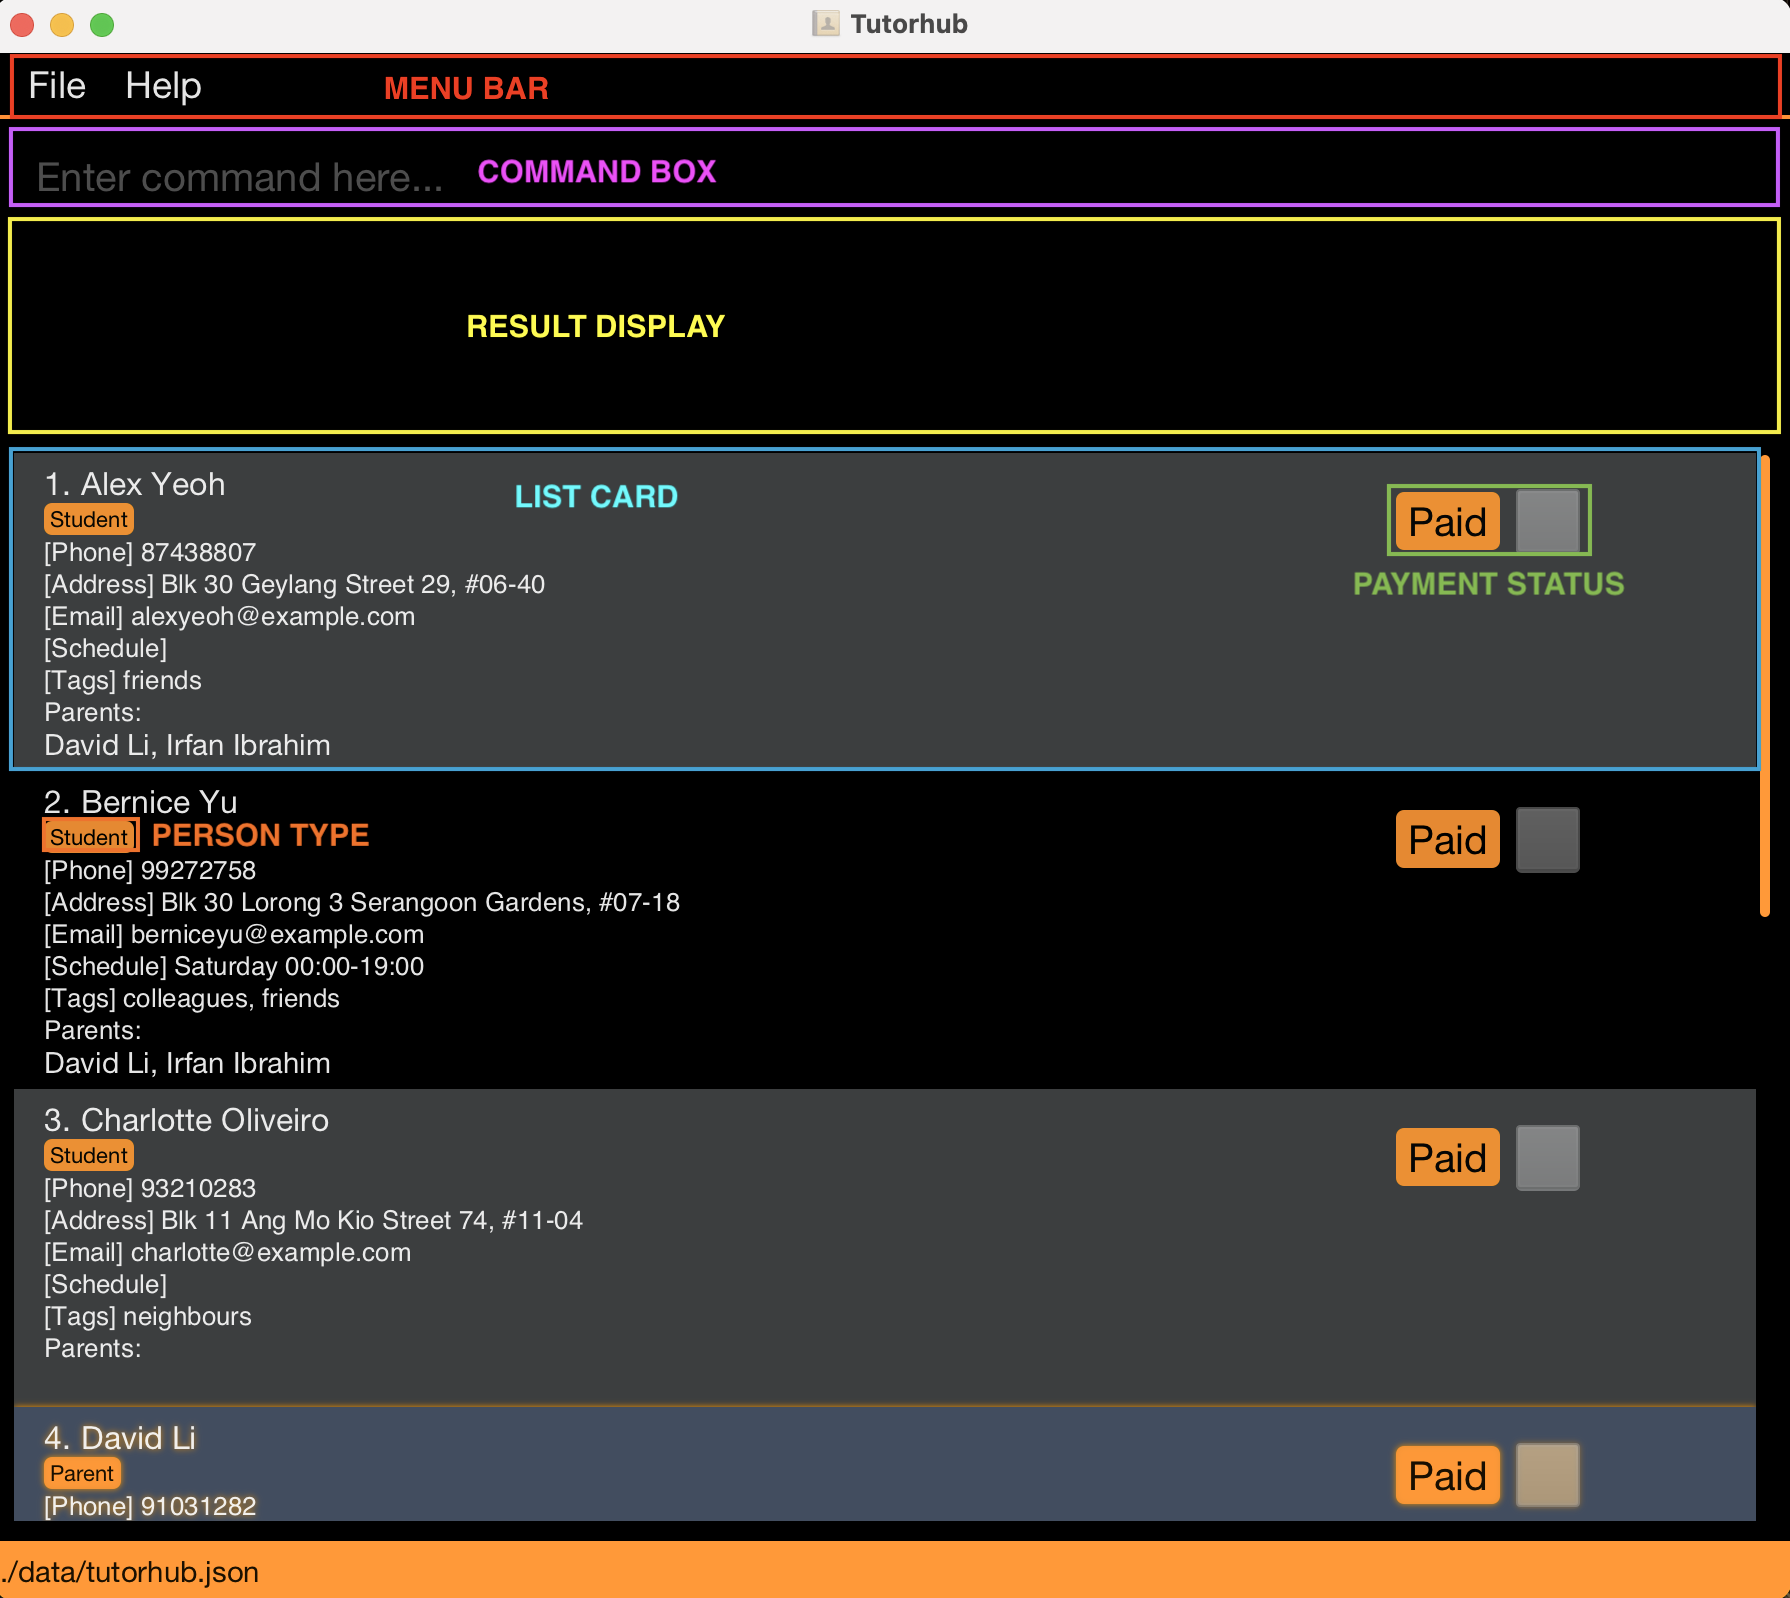 Tutorhub
File Help MENU BAR
Enter command here... COMMAND BOX
RESULT DISPLAY
1. Alex Yeoh LIST CARD
Student
Paid
[Phone] 87438807
[Address] Blk 30 Geylang Street 29, #06-40
PAYMENT STATUS
[Email] alexyeoh@example.com
[Schedule]
[Tags] friends
Parents:
David Li, Irfan Ibrahim
2. Bernice Yu
Student PERSON TYPE
Paid
[Phone] 99272758
[Address] Blk 30 Lorong 3 Serangoon Gardens, #07-18
[Email] berniceyu@example.com
[Schedule] Saturday 00:00-19:00
[Tags] colleagues, friends
Parents:
David Li, Irfan Ibrahim
3. Charlotte Oliveiro
Student
Paid
[Phone] 93210283
[Address] Blk 11 Ang Mo Kio Street 74, #11-04
[Email] charlotte@example.com
[Schedule]
[Tags] neighbours
Parents:
4. David Li
Parent
Paid
[Phone] 91031282
./data/tutorhub.json